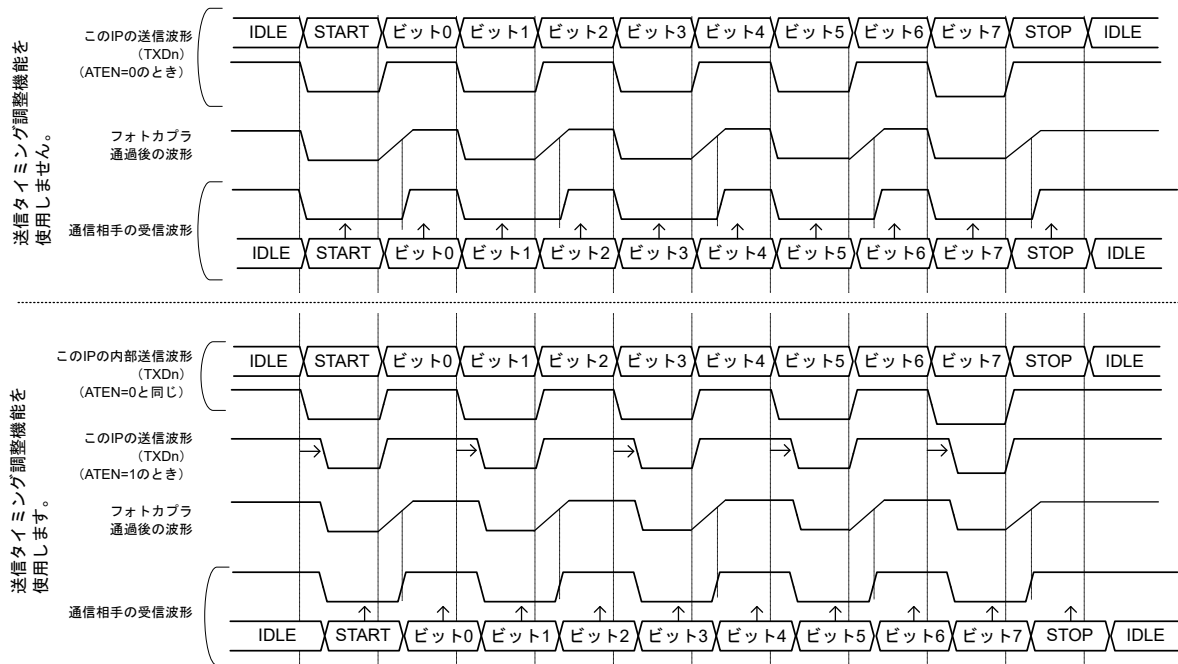 送信タイミング調整機能を
使用しません。
このIPの送信波形
(TXDn)
(ATEN=0のとき)
IDLE START ビット0 ビット1 ビット2 ビット3 ビット4 ビット5 ビット6 ビット7 STOP IDLE
フォトカプラ
通過後の波形
通信相手の受信波形
IDLE START ビット0 ビット1 ビット2 ビット3 ビット4 ビット5 ビット6 ビット7 STOP IDLE
送信タイミング調整機能を
使用します。
このIPの内部送信波形
(TXDn)
(ATEN=0と同じ)
IDLE START ビット0 ビット1 ビット2 ビット3 ビット4 ビット5 ビット6 ビット7 STOP IDLE
このIPの送信波形
(TXDn)
(ATEN=1のとき)
フォトカプラ
通過後の波形
通信相手の受信波形
IDLE START ビット0 ビット1 ビット2 ビット3 ビット4 ビット5 ビット6 ビット7 STOP IDLE